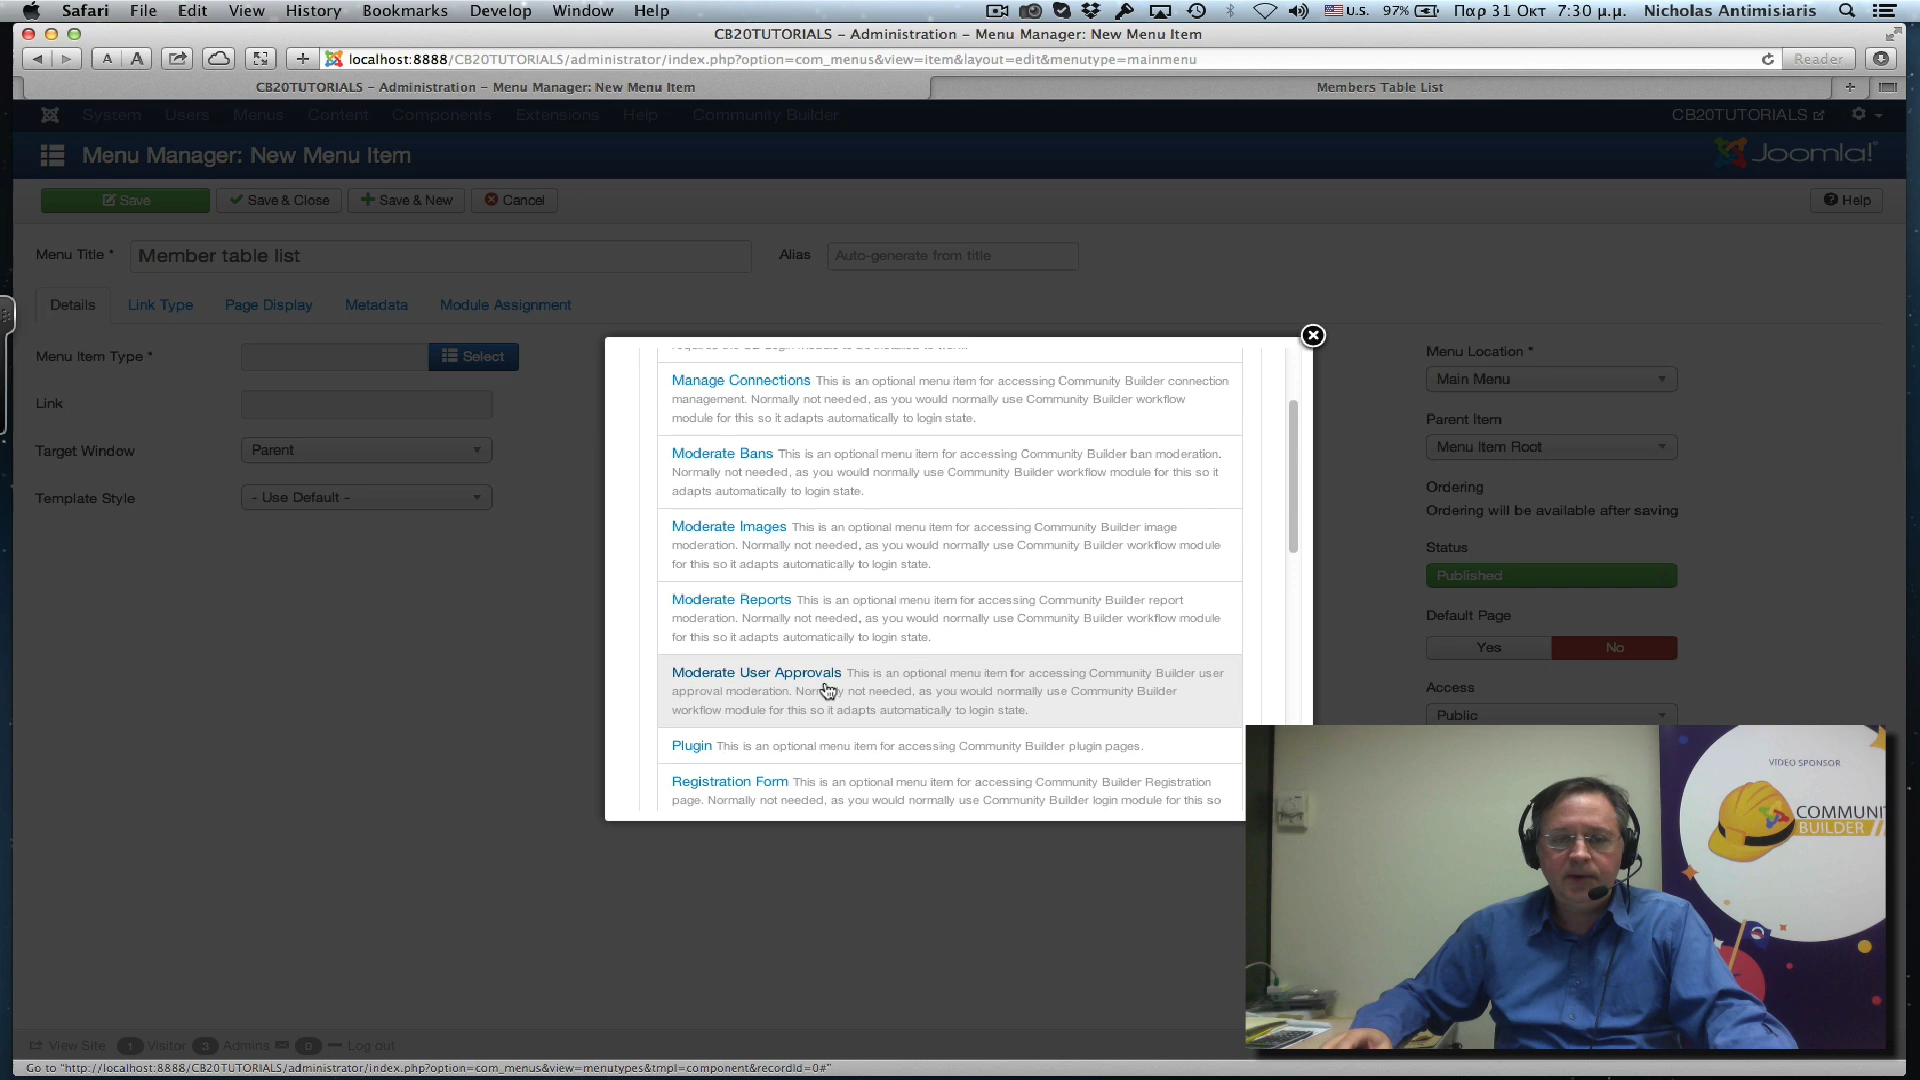 Safari File Edit View History Bookmarks Develop Window Help U.S. 97% Παρ 31 Οκτ 7:30 μ.μ. Nicholas Antimisiaris
CB20TUTORIALS – Administration – Menu Manager: New Menu Item
A A localhost:8888/CB20TUTORIALS/administrator/index.php?option=com_menus&view=item&layout=edit&menutype=mainmenu Reader
CB20TUTORIALS – Administration – Menu Manager: New Menu Item Members Table List
System Users Menus Content Components Extensions Help Community Builder CB20TUTORIALS
Menu Manager: New Menu Item Joomla!
Save Save & Close Save & New Cancel Help
Menu Title * Member table list Alias Auto-generate from title
Details Link Type Page Display Metadata Module Assignment
Menu Item Type * Select
Link
Target Window Parent
Template Style - Use Default -
Manage Connections This is an optional menu item for accessing Community Builder connection
management. Normally not needed, as you would normally use Community Builder workflow
module for this so it adapts automatically to login state.
Moderate Bans This is an optional menu item for accessing Community Builder ban moderation.
Normally not needed, as you would normally use Community Builder workflow module for this so it
adapts automatically to login state.
Moderate Images This is an optional menu item for accessing Community Builder image
moderation. Normally not needed, as you would normally use Community Builder workflow module
for this so it adapts automatically to login state.
Moderate Reports This is an optional menu item for accessing Community Builder report
moderation. Normally not needed, as you would normally use Community Builder workflow module
for this so it adapts automatically to login state.
Moderate User Approvals This is an optional menu item for accessing Community Builder user
approval moderation. Normally not needed, as you would normally use Community Builder
workflow module for this so it adapts automatically to login state.
Plugin This is an optional menu item for accessing Community Builder plugin pages.
Registration Form This is an optional menu item for accessing Community Builder Registration
page. Normally not needed, as you would normally use Community Builder login module for this so
Menu Location *
Main Menu
Parent Item
Menu Item Root
Ordering
Ordering will be available after saving
Status
Published
Default Page
Yes No
Access
Public
VIDEO SPONSOR
COMMUNI
BUILDER
View Site 1 Visitor 3 Admins 0 Log out
Go to "http://localhost:8888/CB20TUTORIALS/administrator/index.php?option=com_menus&view=menutypes&tmpl=component&recordId=0#"